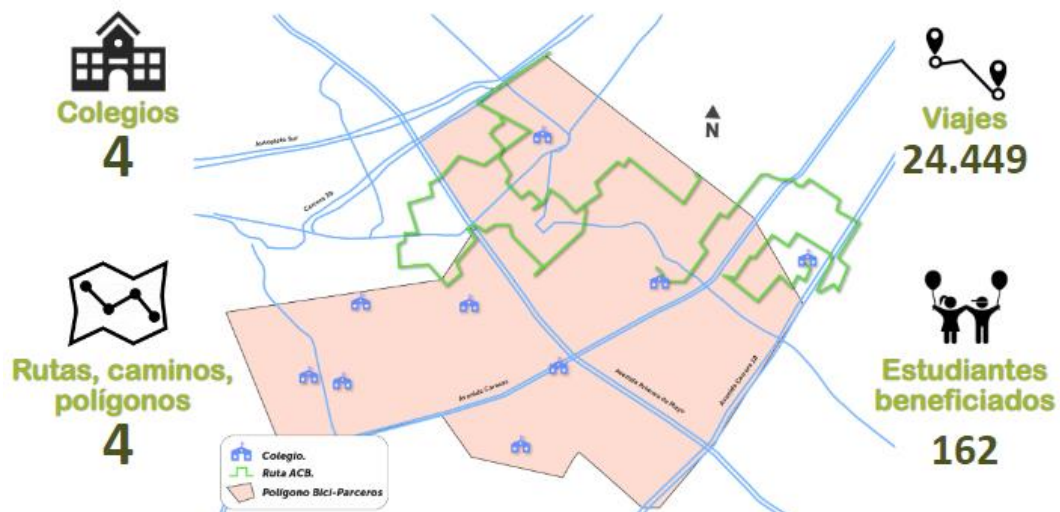 Colegios
4
Rutas, caminos,
polígonos
4
Autopista Sur
Carrera 30
N
Avenida Caracas
Avenida Primero de Mayo
Avenida Carrera 10
Colegio.
Ruta ACB.
Polígono Bici-Parceros
Viajes
24.449
Estudiantes
beneficiados
162